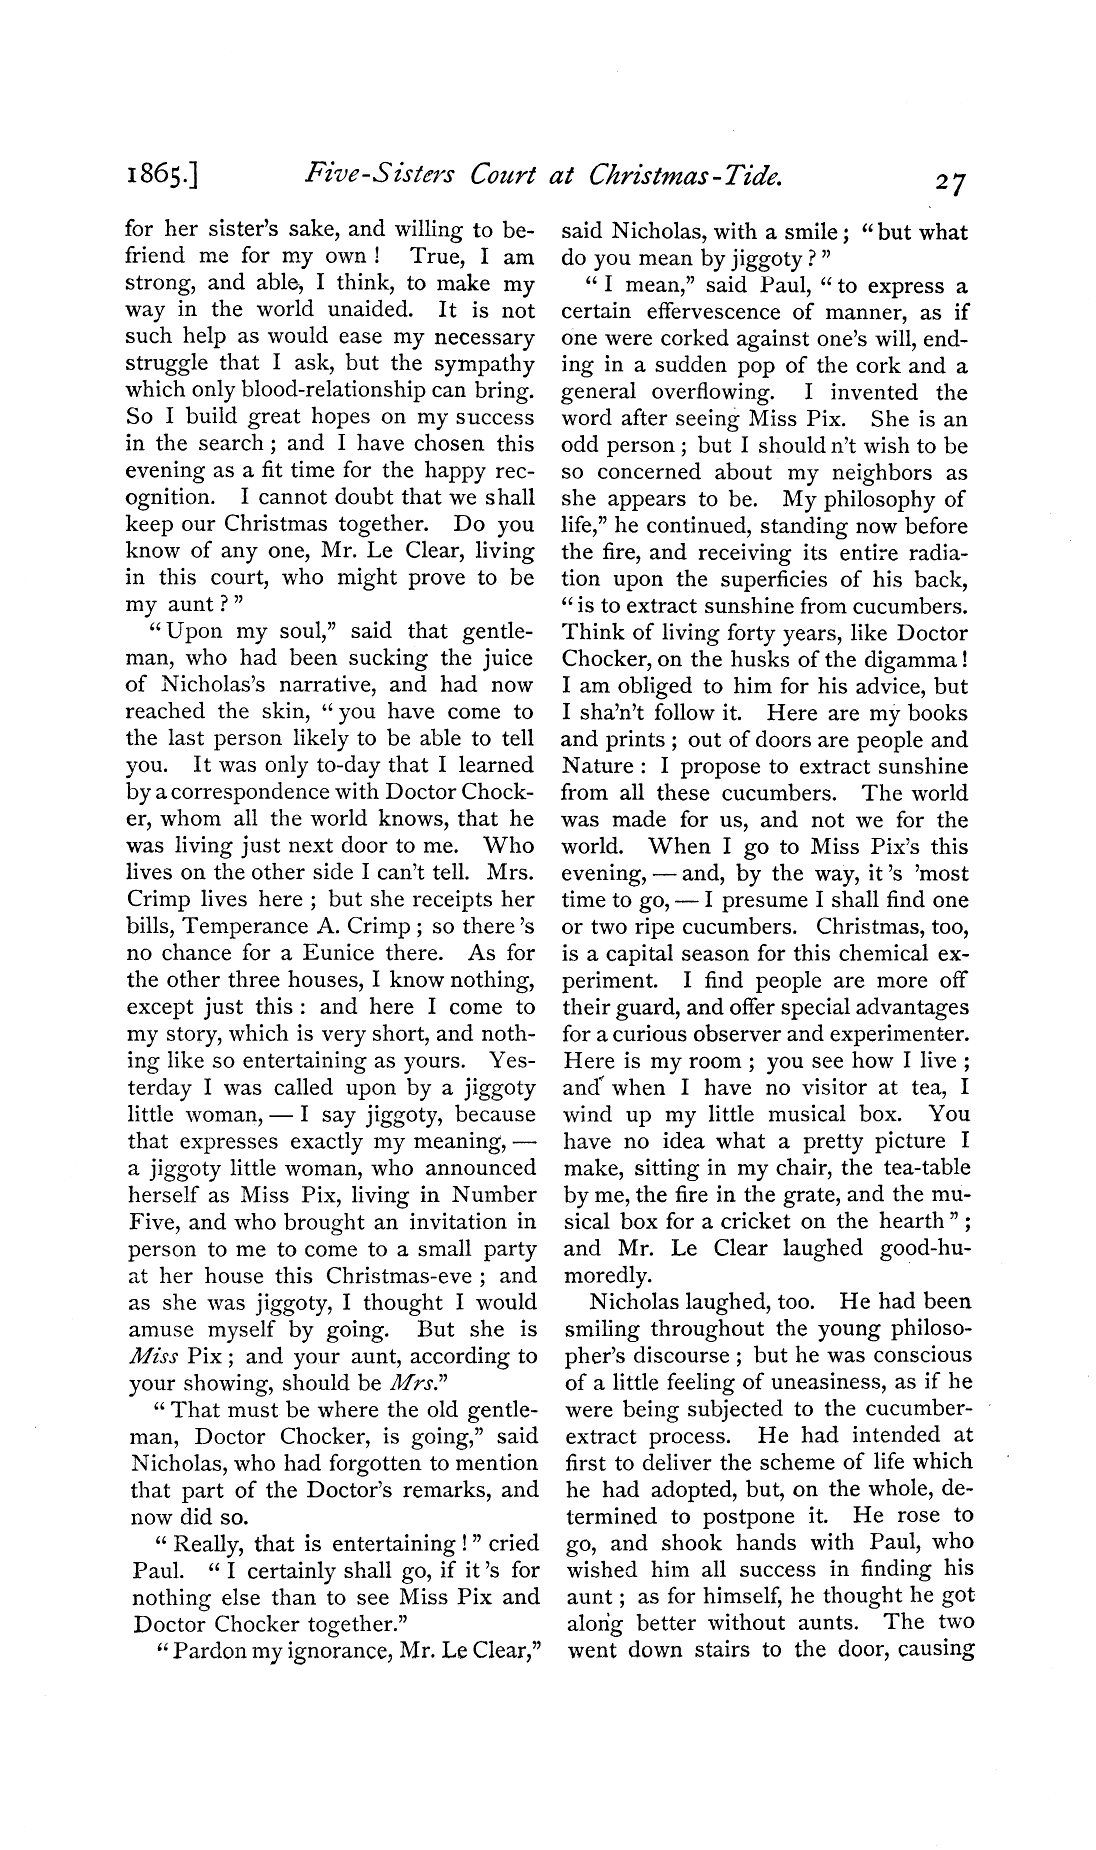 1865.] Five-Sisters Court at Christmas-Tide. 27
for her sister's sake, and willing to be-
friend me for my own ! True, I am
strong, and able, I think, to make my
way in the world unaided. It is not
such help as would ease my necessary
struggle that I ask, but the sympathy
which only blood-relationship can bring.
So I build great hopes on my success
in the search ; and I have chosen this
evening as a fit time for the happy rec-
ognition. I cannot doubt that we shall
keep our Christmas together. Do you
know of any one, Mr. Le Clear, living
in this court, who might prove to be
my aunt ? "
" Upon my soul," said that gentle-
man, who had been sucking the juice
of Nicholas's narrative, and had now
reached the skin, " you have come to
the last person likely to be able to tell
you. It was only to-day that I learned
by a correspondence with Doctor Chock-
er, whom all the world knows, that he
was living just next door to me. Who
lives on the other side I can't tell. Mrs.
Crimp lives here ; but she receipts her
bills, Temperance A. Crimp ; so there 's
no chance for a Eunice there. As for
the other three houses, I know nothing,
except just this : and here I come to
my story, which is very short, and noth-
ing like so entertaining as yours. Yes-
terday I was called upon by a jiggoty
little woman, — I say jiggoty, because
that expresses exactly my meaning, —
a jiggoty little woman, who announced
herself as Miss Pix, living in Number
Five, and who brought an invitation in
person to me to come to a small party
at her house this Christmas-eve ; and
as she was jiggoty, I thought I would
amuse myself by going. But she is
Miss Pix ; and your aunt, according to
your showing, should be Mrs."
" That must be where the old gentle-
man, Doctor Chocker, is going," said
Nicholas, who had forgotten to mention
that part of the Doctor's remarks, and
now did so.
" Really, that is entertaining ! " cried
Paul. " I certainly shall go, if it 's for
nothing else than to see Miss Pix and
Doctor Chocker together."
" Pardon my ignorance, Mr. Le Clear,"
said Nicholas, with a smile ; " but what
do you mean by jiggoty ? "
" I mean," said Paul, " to express a
certain effervescence of manner, as if
one were corked against one's will, end-
ing in a sudden pop of the cork and a
general overflowing. I invented the
word after seeing Miss Pix. She is an
odd person ; but I should n't wish to be
so concerned about my neighbors as
she appears to be. My philosophy of
life," he continued, standing now before
the fire, and receiving its entire radia-
tion upon the superficies of his back,
" is to extract sunshine from cucumbers.
Think of living forty years, like Doctor
Chocker, on the husks of the digamma !
I am obliged to him for his advice, but
I sha'n't follow it. Here are my books
and prints ; out of doors are people and
Nature : I propose to extract sunshine
from all these cucumbers. The world
was made for us, and not we for the
world. When I go to Miss Pix's this
evening, — and, by the way, it 's 'most
time to go, — I presume I shall find one
or two ripe cucumbers. Christmas, too,
is a capital season for this chemical ex-
periment. I find people are more off
their guard, and offer special advantages
for a curious observer and experimenter.
Here is my room ; you see how I live ;
and when I have no visitor at tea, I
wind up my little musical box. You
have no idea what a pretty picture I
make, sitting in my chair, the tea-table
by me, the fire in the grate, and the mu-
sical box for a cricket on the hearth " ;
and Mr. Le Clear laughed good-hu-
moredly.
Nicholas laughed, too. He had been
smiling throughout the young philoso-
pher's discourse ; but he was conscious
of a little feeling of uneasiness, as if he
were being subjected to the cucumber-
extract process. He had intended at
first to deliver the scheme of life which
he had adopted, but, on the whole, de-
termined to postpone it. He rose to
go, and shook hands with Paul, who
wished him all success in finding his
aunt ; as for himself, he thought he got
along better without aunts. The two
went down stairs to the door, causing